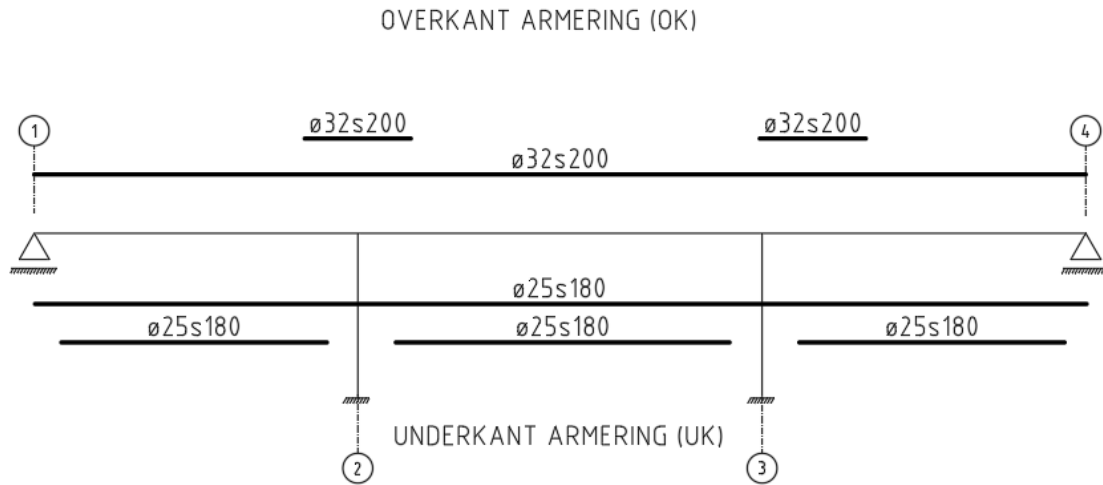 OVERKANT ARMERING (OK)
1
ø32s200
ø32s200
4
ø32s200
ø25s180
ø25s180
ø25s180
ø25s180
UNDERKANT ARMERING (UK)
2
3